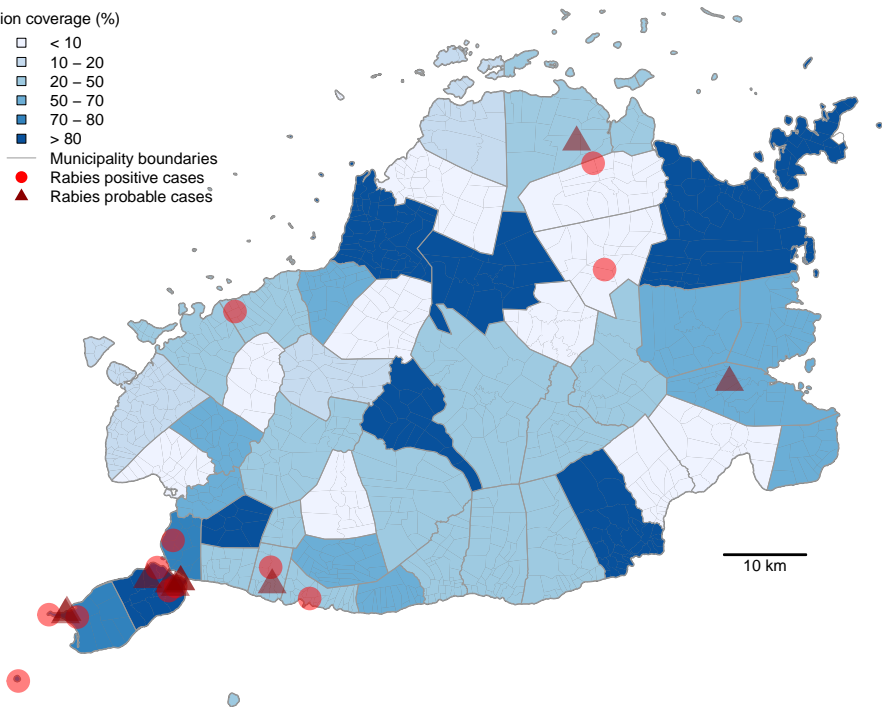 ion coverage (%)
< 10
10 – 20
20 – 50
50 – 70
70 – 80
> 80
Municipality boundaries
Rabies positive cases
Rabies probable cases
10 km